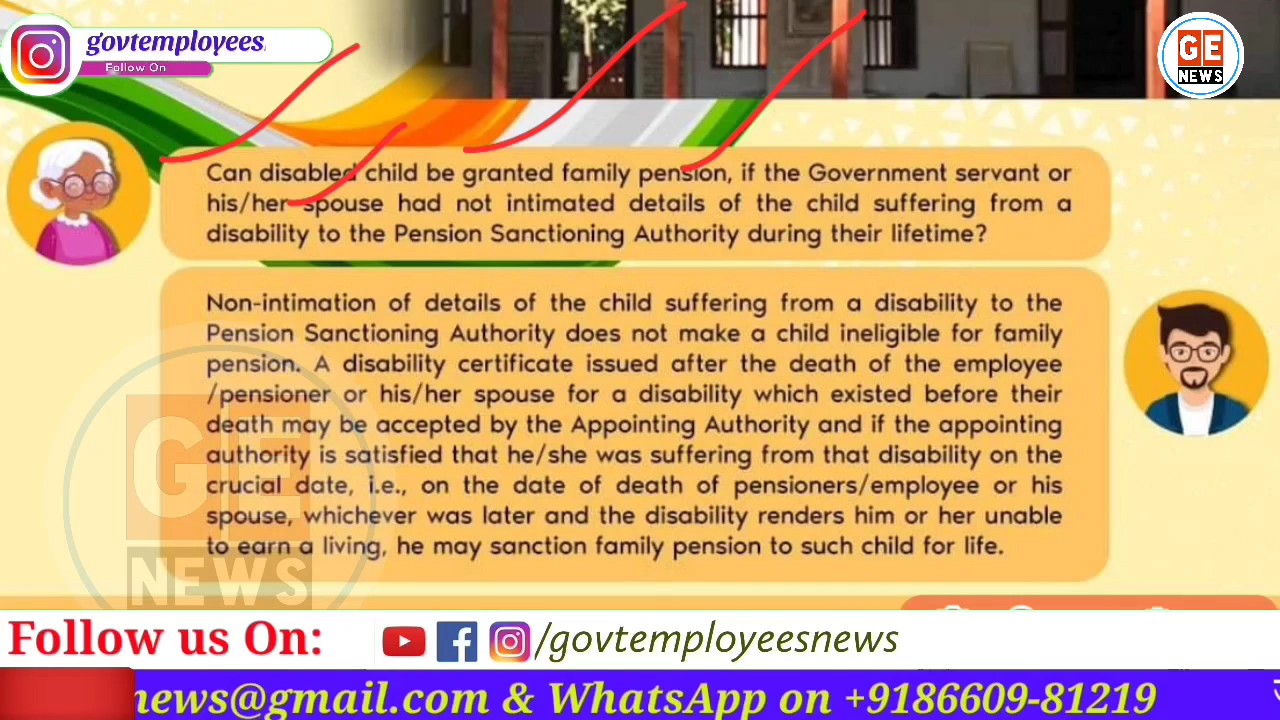 govtemployees
Follow On
GE
NEWS
Can disabled child be granted family pension, if the Government servant or
his/her spouse had not intimated details of the child suffering from a
disability to the Pension Sanctioning Authority during their lifetime?
Non-intimation of details of the child suffering from a disability to the
Pension Sanctioning Authority does not make a child ineligible for family
pension. A disability certificate issued after the death of the employee
/pensioner or his/her spouse for a disability which existed before their
death may be accepted by the Appointing Authority and if the appointing
authority is satisfied that he/she was suffering from that disability on the
crucial date, i.e., on the date of death of pensioners/employee or his
spouse, whichever was later and the disability renders him or her unable
to earn a living, he may sanction family pension to such child for life.
GE
NEWS
Follow us On: /govtemployeesnews
news@gmail.com & WhatsApp on +9186609-81219